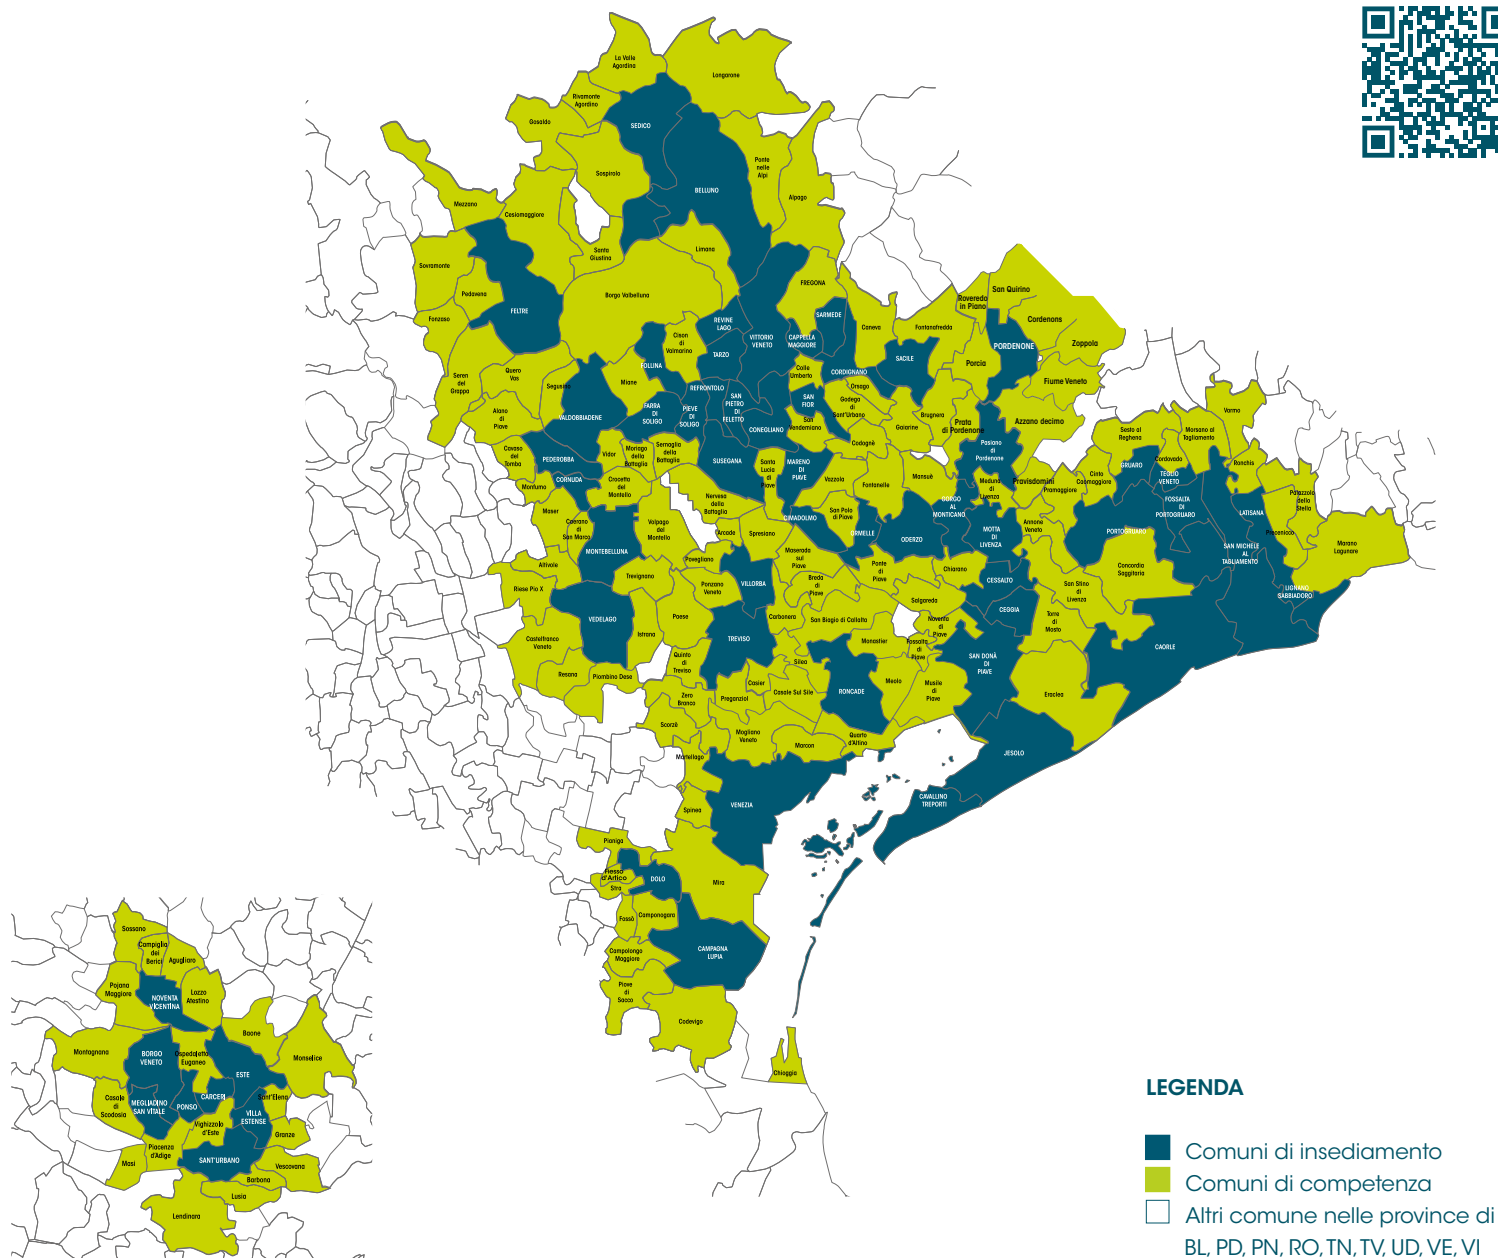 La Valle
Agordina
Longarone
Rivamonte
Agordino
Gosaldo
SEDICO
Sospirolo
Ponte
nelle
Alpi
BELLUNO
Alpago
Mezzano
Cesiomaggiore
Santa
Giustina
Limana
Sovramonte
Pedavena
FELTRE
Borgo Valbelluna
FREGONA
Fonzaso
San Quirino
Roveredo
in Piano
Cordenons
Zoppola
REVINE
LAGO
VITTORIO
VENETO
CAPPELLA
MAGGIORE
SARMEDE
Caneva
Fontanafredda
PORDENONE
Cison
di
Valmarino
TARZO
FOLLINA
SACILE
Porcia
CORDIGNANO
Colle
Umberto
Fiume Veneto
Seren
del
Grappa
Quero
Vas
Segusino
Miane
REFRONTOLO
Orsago
SAN
PIETRO
DI
FELETTO
SAN
FIOR
Godega
di
Sant'Urbano
Alano
di
Piave
VALDOBBIADENE
FARRA
DI
SOLIGO
PIEVE
DI
SOLIGO
CONEGLIANO
San
Vendemiano
Gaiarine
Brugnera
Prata
di Pordenone
Azzano decimo
Varmo
Sesto al
Reghena
Morsano al
Tagliamento
Codognè
Pasiano
di
Pordenone
Cavaso
del
Tomba
PEDEROBBA
Vidor
Moriago
della
Battaglia
Sernaglia
della
Battaglia
SUSEGANA
Santa
Lucia
di
Piave
MARENO
DI
PIAVE
Vazzola
Fontanelle
Mansuè
Meduna
di
Livenza
Pravisdomini
Pramaggiore
Cinto
Caomaggiore
GRUARO
Cordovado
TEGLIO
VENETO
Ronchis
Monfumo
CORNUDA
Crocetta
del
Montello
Nervesa
della
Battaglia
FOSSALTA
DI
PORTOGRUARO
Palazzolo
dello
Stella
LATISANA
Maser
Caerano
di
San Marco
Volpago
del
Montello
CIMADOLMO
San Polo
di Piave
BORGO
AL
MONTICANO
Annone
Veneto
PORTOGRUARO
Precenicco
Arcade
Spresiano
ORMELLE
ODERZO
MOTTA
DI
LIVENZA
SAN MICHELE
AL
TAGLIAMENTO
Marano
Lagunare
MONTEBELLUNA
Altivole
Povegliano
Maserada
sul
Piave
Ponte
di
Piave
Chiarano
CESSALTO
Concordia
Saggitaria
Riese Pio X
Trevignano
Ponzano
Veneto
VILLORBA
Breda
di
Piave
San Stino
di
Livenza
LIGNANO
SABBIADORO
VEDELAGO
Paese
Carbonera
San Biagio di Callalta
Salgareda
Noventa
di
Piave
CEGGIA
Torre
di
Mosto
Castelfranco
Veneto
Istrana
TREVISO
Monastier
Fossalta
di
Piave
CAORLE
Quinto
di
Treviso
Silea
SAN DONÀ
DI
PIAVE
Resana
Piombino Dese
Casier
Casale Sul Sile
RONCADE
Meolo
Musile
di
Piave
Eraclea
Zero
Branco
Preganziol
Scorzè
Mogliano
Veneto
Marcon
Quarto
d'Altino
JESOLO
Martellago
VENEZIA
Spinea
CAVALLINO
TREPORTI
Pianiga
Fiesso
d'Artico
Stra
DOLO
Mira
Fossò
Camponogara
CAMPAGNA
LUPIA
Campolongo
Maggiore
Piove
di
Sacco
Codevigo
Chioggia
Sossano
Campiglia
dei
Berici
Agugliaro
Pojana
Maggiore
NOVENTA
VICENTINA
Lozzo
Atestino
Montagnana
BORGO
VENETO
Ospedaletto
Euganeo
Baone
Monselice
ESTE
Casale
di
Scodosia
MEGLIADINO
SAN VITALE
PONSO
CARCERI
Sant'Elena
VILLA
ESTENSE
Vighizzolo
d'Este
Granze
Masi
Piacenza
d'Adige
SANT'URBANO
Vescovana
Barbona
Lusia
Lendinara
LEGENDA
Comuni di insediamento
Comuni di competenza
Altri comune nelle province di
BL, PD, PN, RO, TN, TV, UD, VE, VI